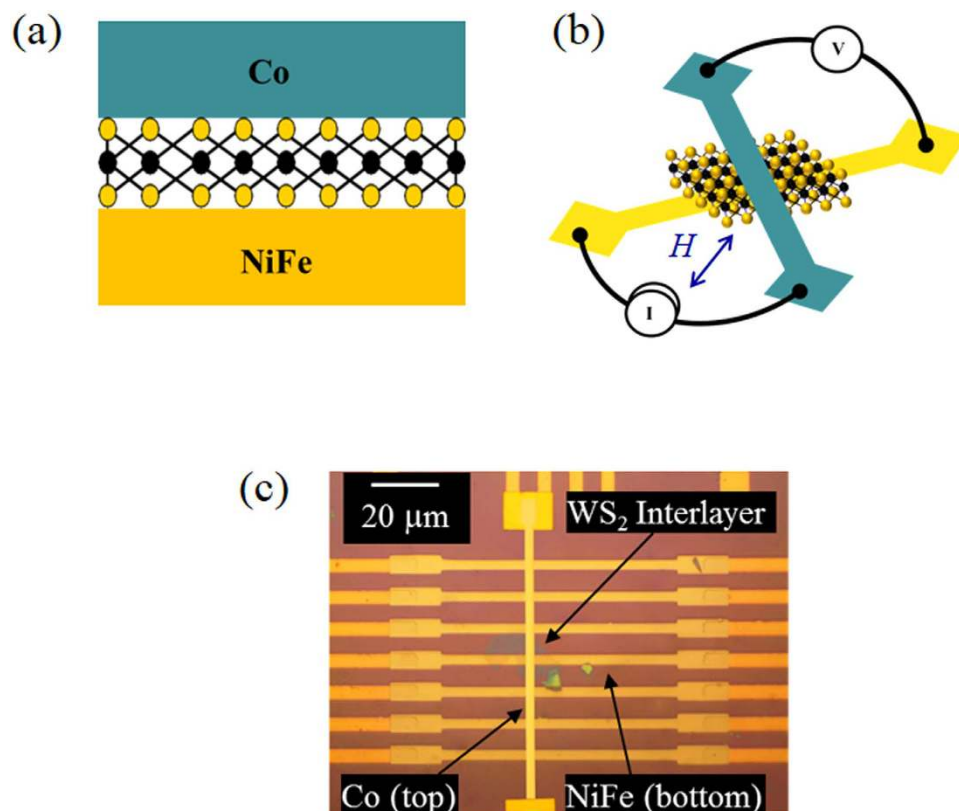 (a)
Co
NiFe
(b)
V
H
I
(c)
20 μm
WS₂ Interlayer
Co (top)
NiFe (bottom)